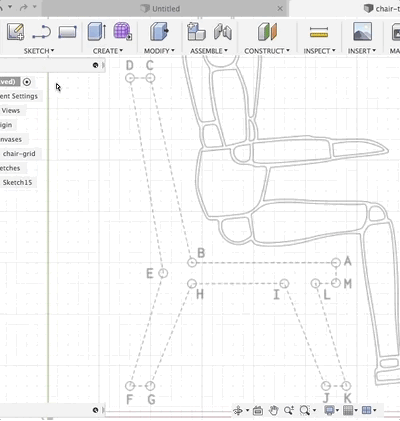 Untitled
chair-t
SKETCH
CREATE
MODIFY
ASSEMBLE
CONSTRUCT
INSPECT
INSERT
MA
D C
ved)
ent Settings
Views
igin
nvases
chair-grid
etches
Sketch15
B
A
E
H
I
L
M
F
G
J
K